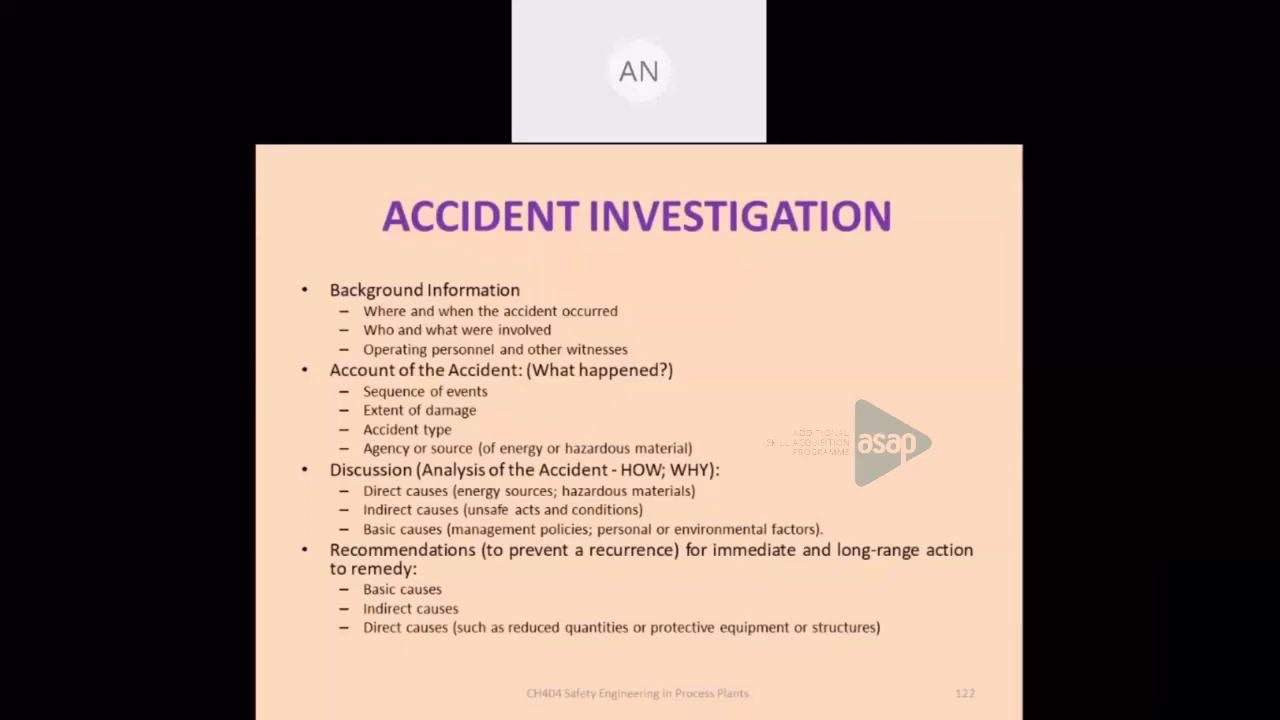 AN
ACCIDENT INVESTIGATION
• Background Information
– Where and when the accident occurred
– Who and what were involved
– Operating personnel and other witnesses
• Account of the Accident: (What happened?)
– Sequence of events
– Extent of damage
– Accident type
– Agency or source (of energy or hazardous material)
ADDITIONAL
SKILL ACQUISITION
PROGRAMME
asap
• Discussion (Analysis of the Accident - HOW; WHY):
– Direct causes (energy sources; hazardous materials)
– Indirect causes (unsafe acts and conditions)
– Basic causes (management policies; personal or environmental factors).
• Recommendations (to prevent a recurrence) for immediate and long-range action
to remedy:
– Basic causes
– Indirect causes
– Direct causes (such as reduced quantities or protective equipment or structures)
CH404 Safety Engineering in Process Plants
122